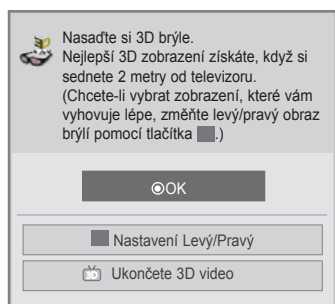 Nasaďte si 3D brýle.
Nejlepší 3D zobrazení získáte, když si
sednete 2 metry od televizoru.
(Chcete-li vybrat zobrazení, které vám
vyhovuje lépe, změňte levý/pravý obraz
brýlí pomocí tlačítka .)
OK
Nastavení Levý/Pravý
3D Ukončete 3D video